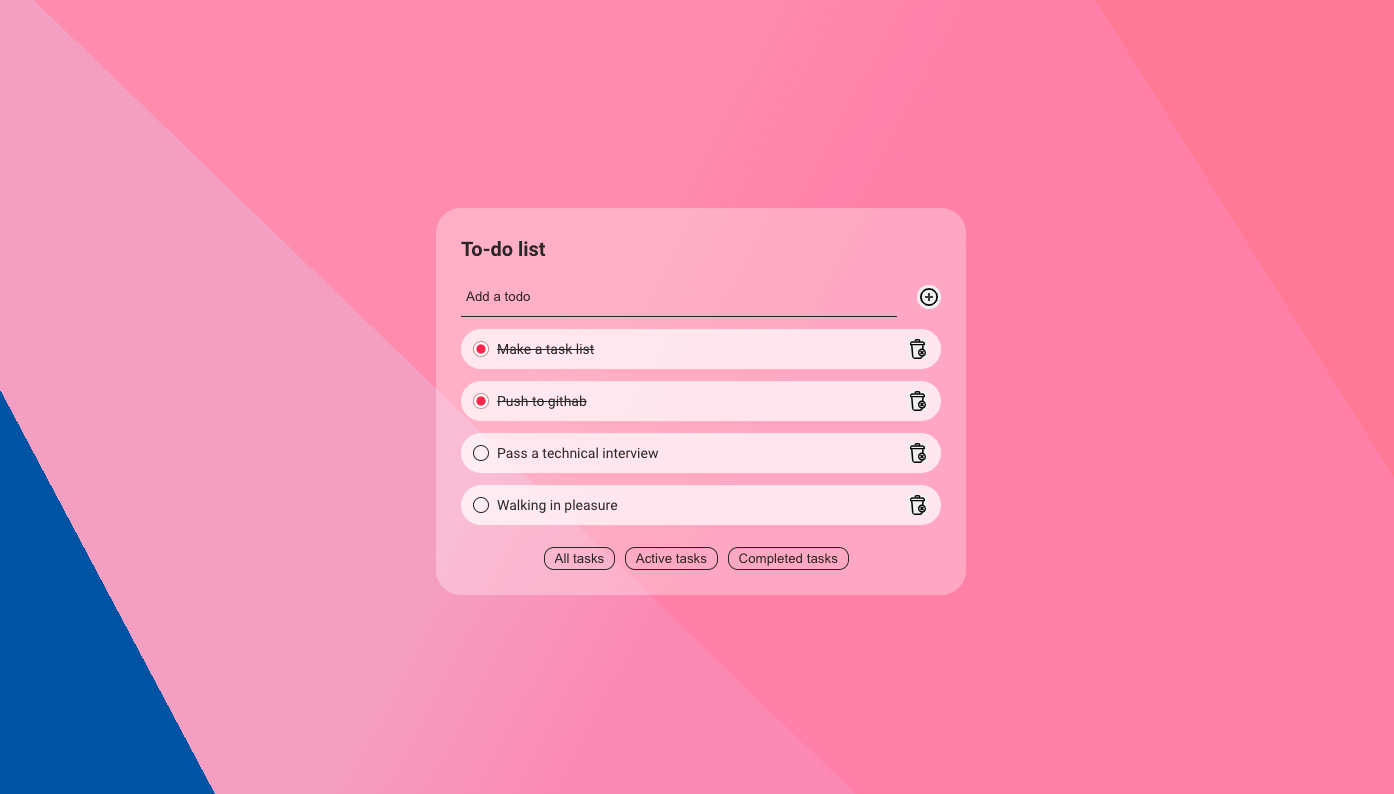 To-do list
Add a todo
Make a task list
Push to githab
Pass a technical interview
Walking in pleasure
All tasks Active tasks Completed tasks